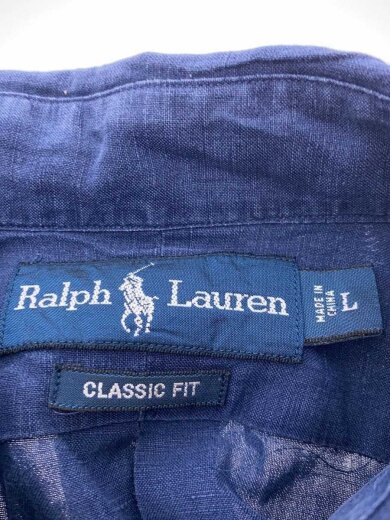 Ralph Lauren
MADE IN
CHINA
L
CLASSIC FIT